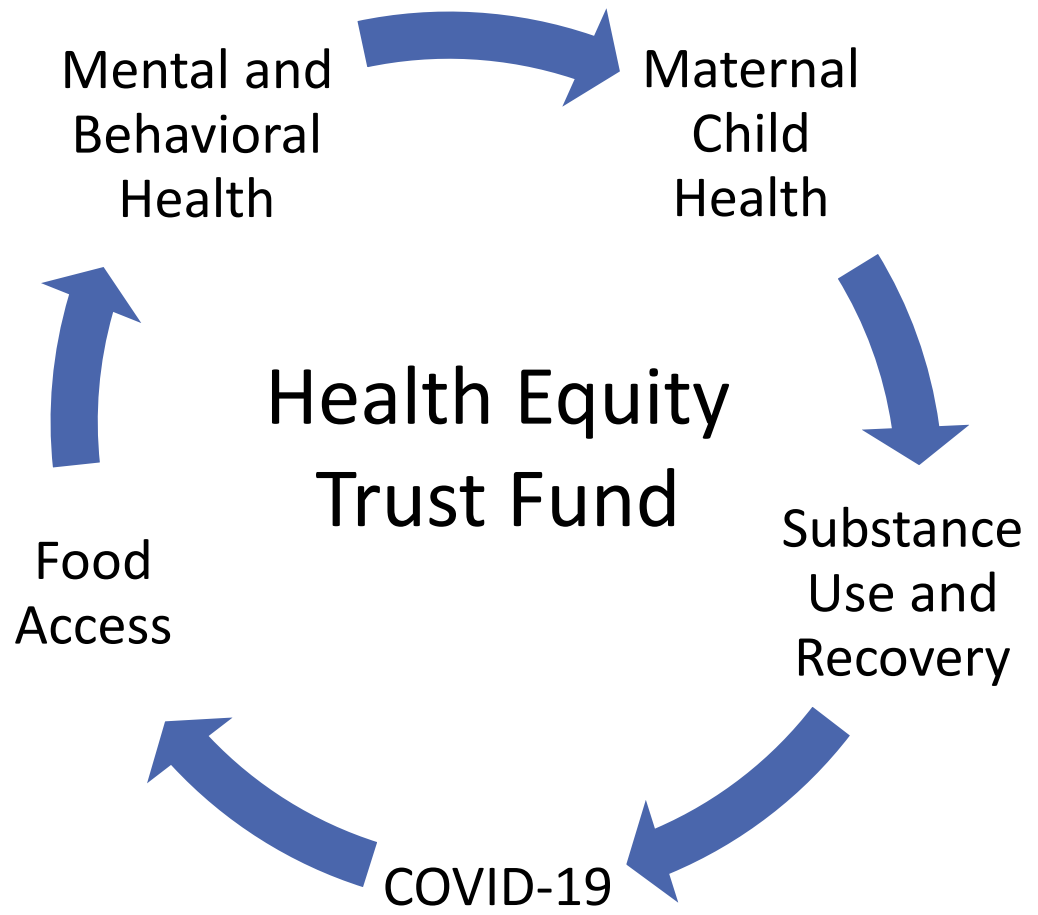 Mental and
Behavioral
Health
Maternal
Child
Health
Health Equity
Trust Fund
Substance
Use and
Recovery
Food
Access
COVID-19